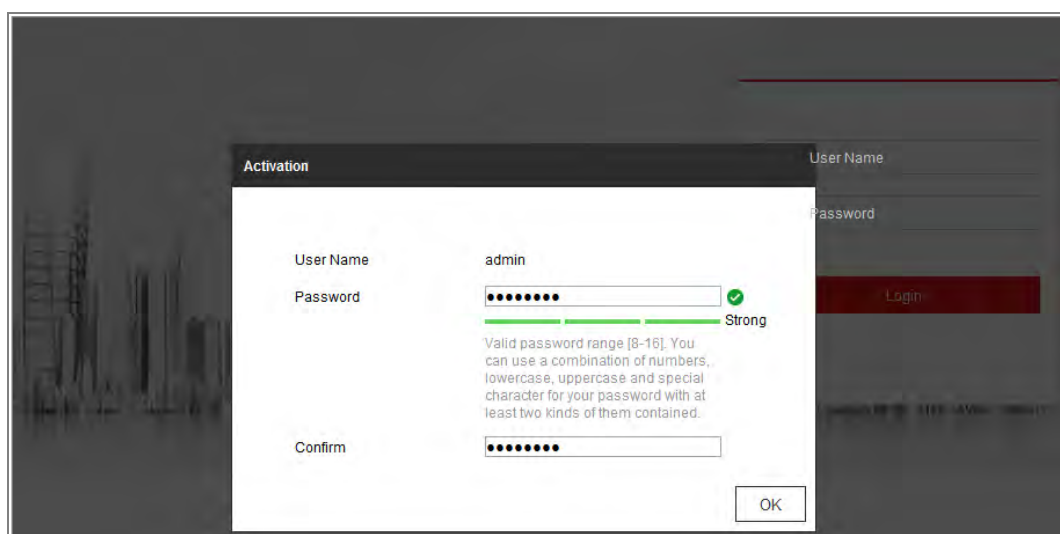 Activation
User Name
Password
Login
User Name admin
Password ●●●●●●●●
Strong
Valid password range [8-16]. You
can use a combination of numbers,
lowercase, uppercase and special
character for your password with at
least two kinds of them contained.
Confirm ●●●●●●●●
OK